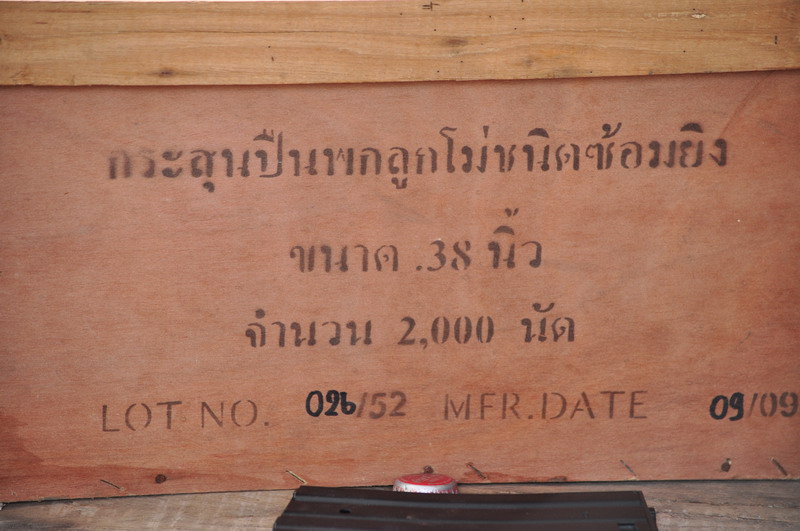 กระสุนปืนพกลูกโม่ชนิดซ้อมยิง
ขนาด .38 นิ้ว
จำนวน 2,000 นัด
LOT NO. 026/52 MFR.DATE 09/09